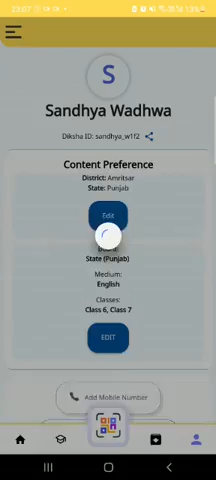 23:07
S
Sandhya Wadhwa
Diksha ID: sandhya_w1f2
Content Preference
District: Amritsar
State: Punjab
Edit
State (Punjab)
Medium:
English
Classes:
Class 6, Class 7
EDIT
Add Mobile Number